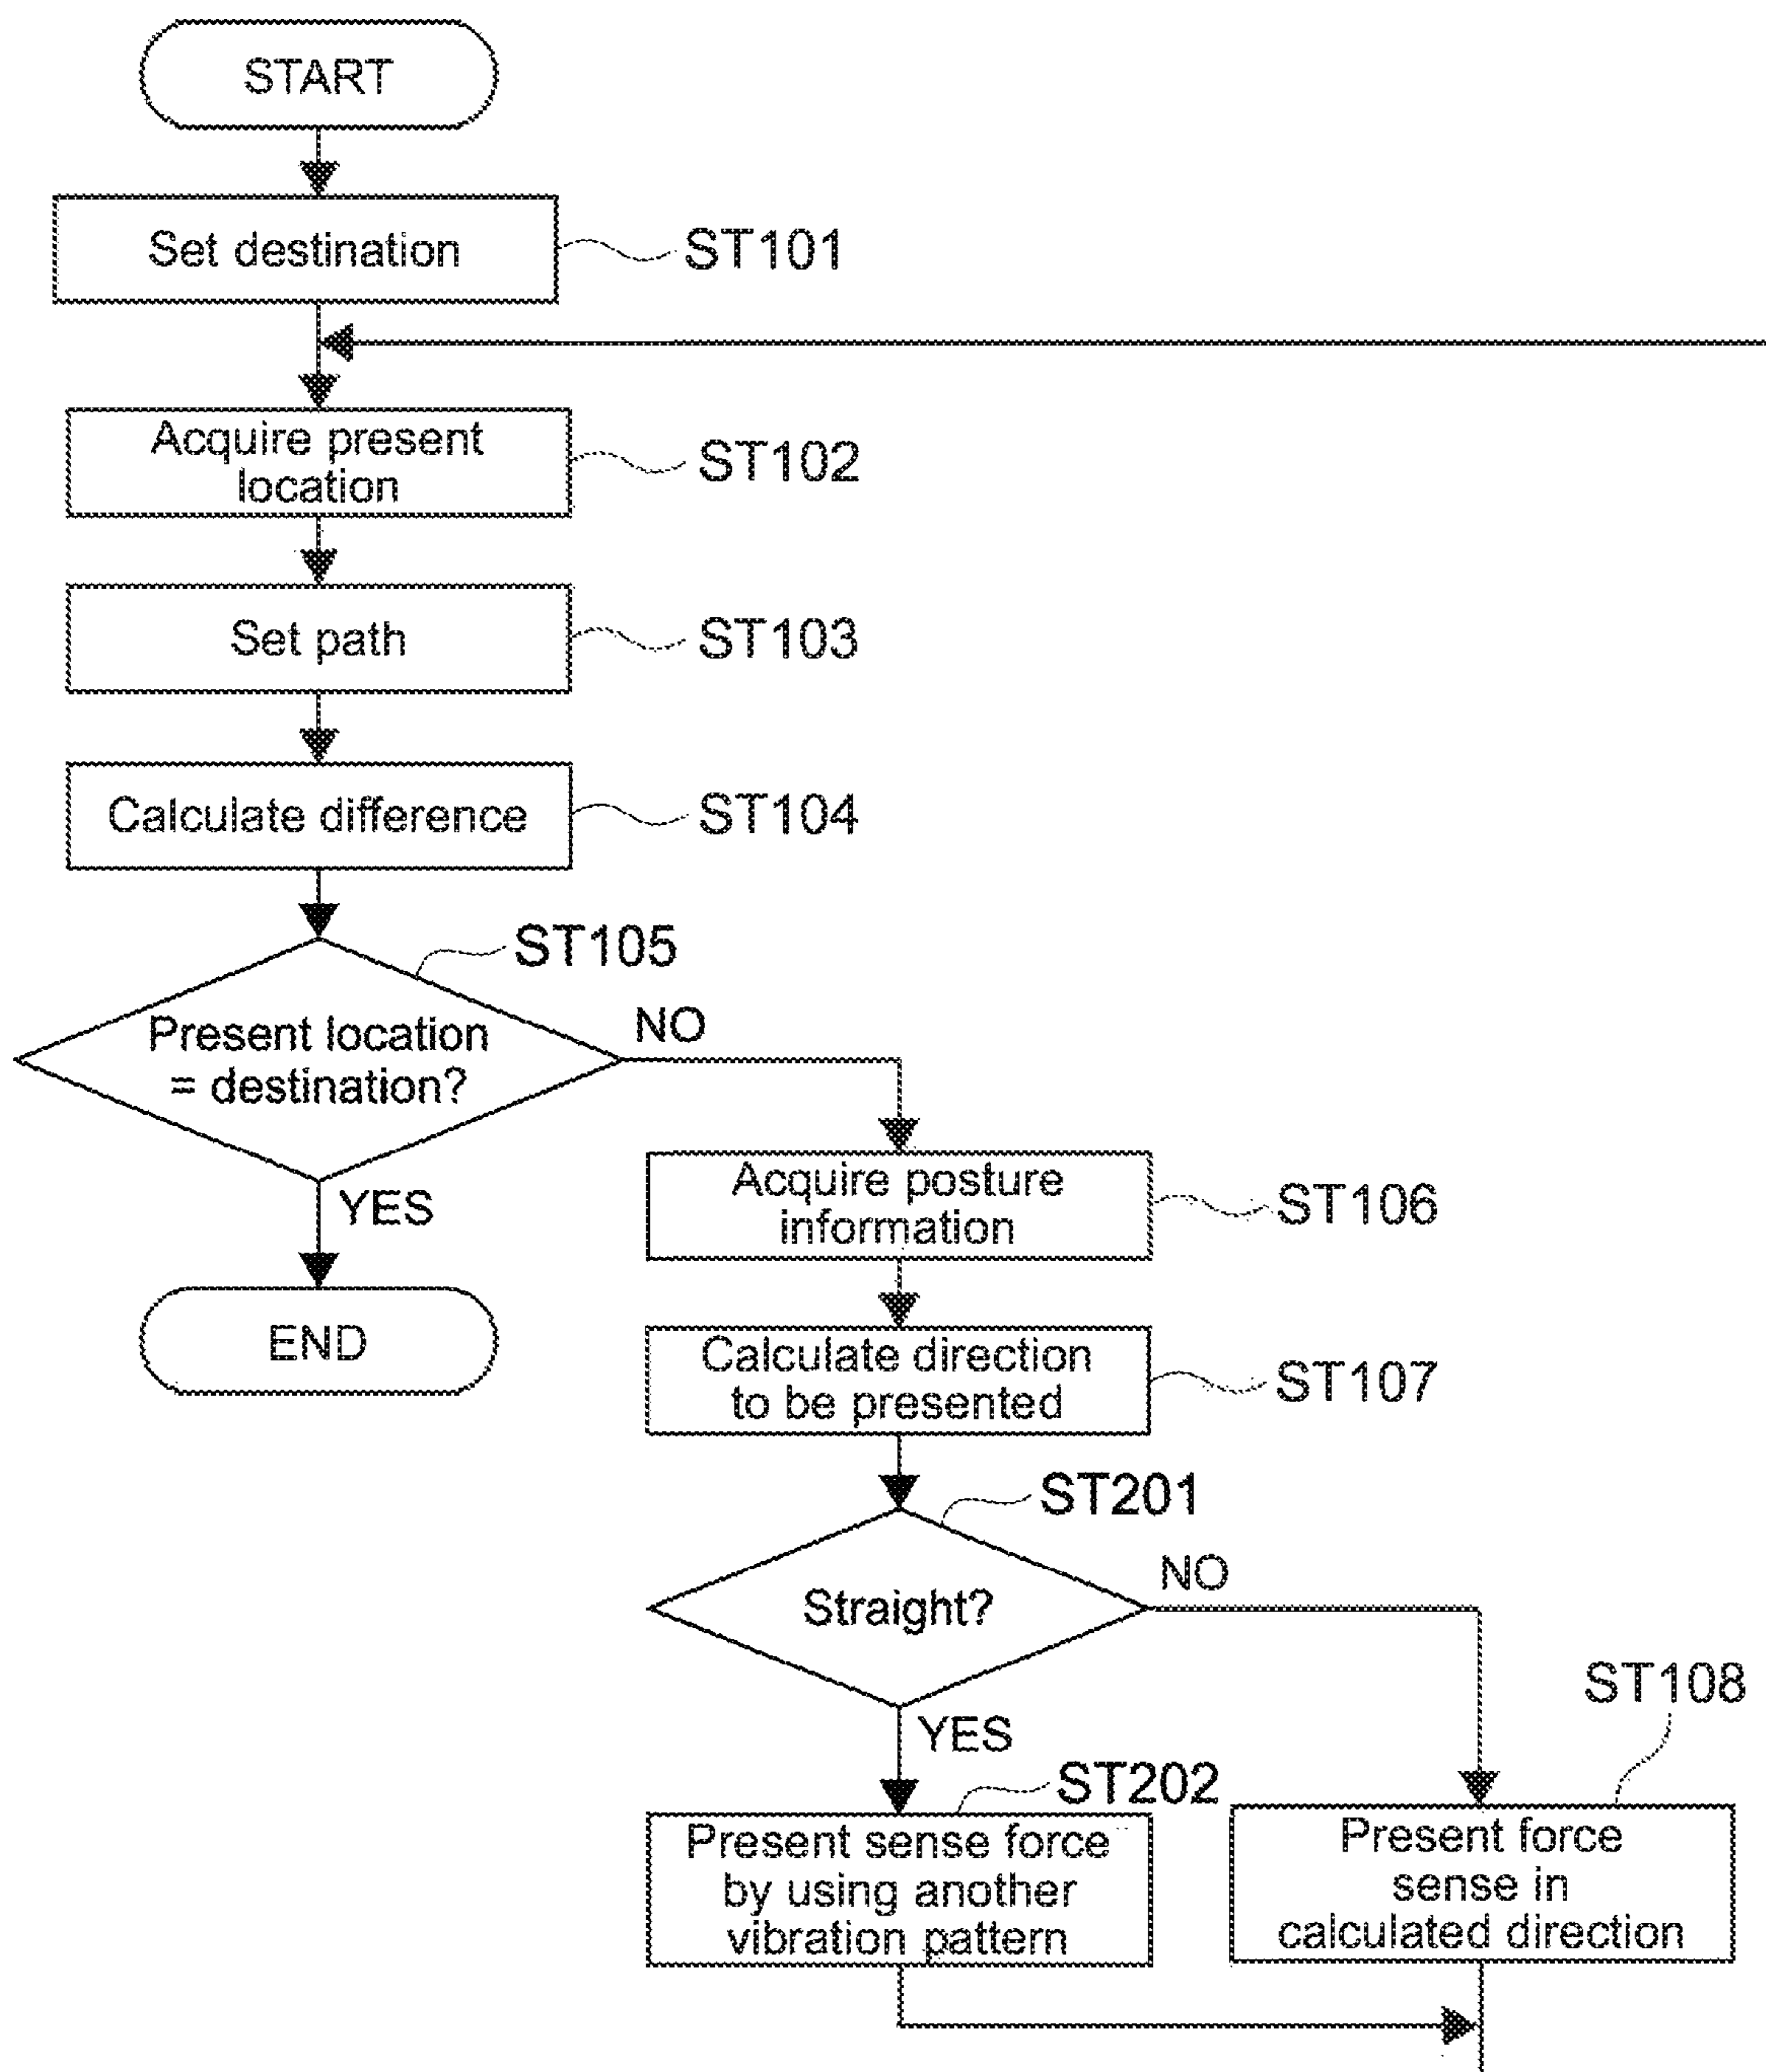 START
Set destination
ST101
Acquire present
location
ST102
Set path
ST103
Calculate difference
ST104
ST105
Present location
= destination?
NO
YES
END
Acquire posture
information
ST106
Calculate direction
to be presented
ST107
ST201
Straight?
NO
YES
ST202
Present sense force
by using another
vibration pattern
ST108
Present force
sense in
calculated direction